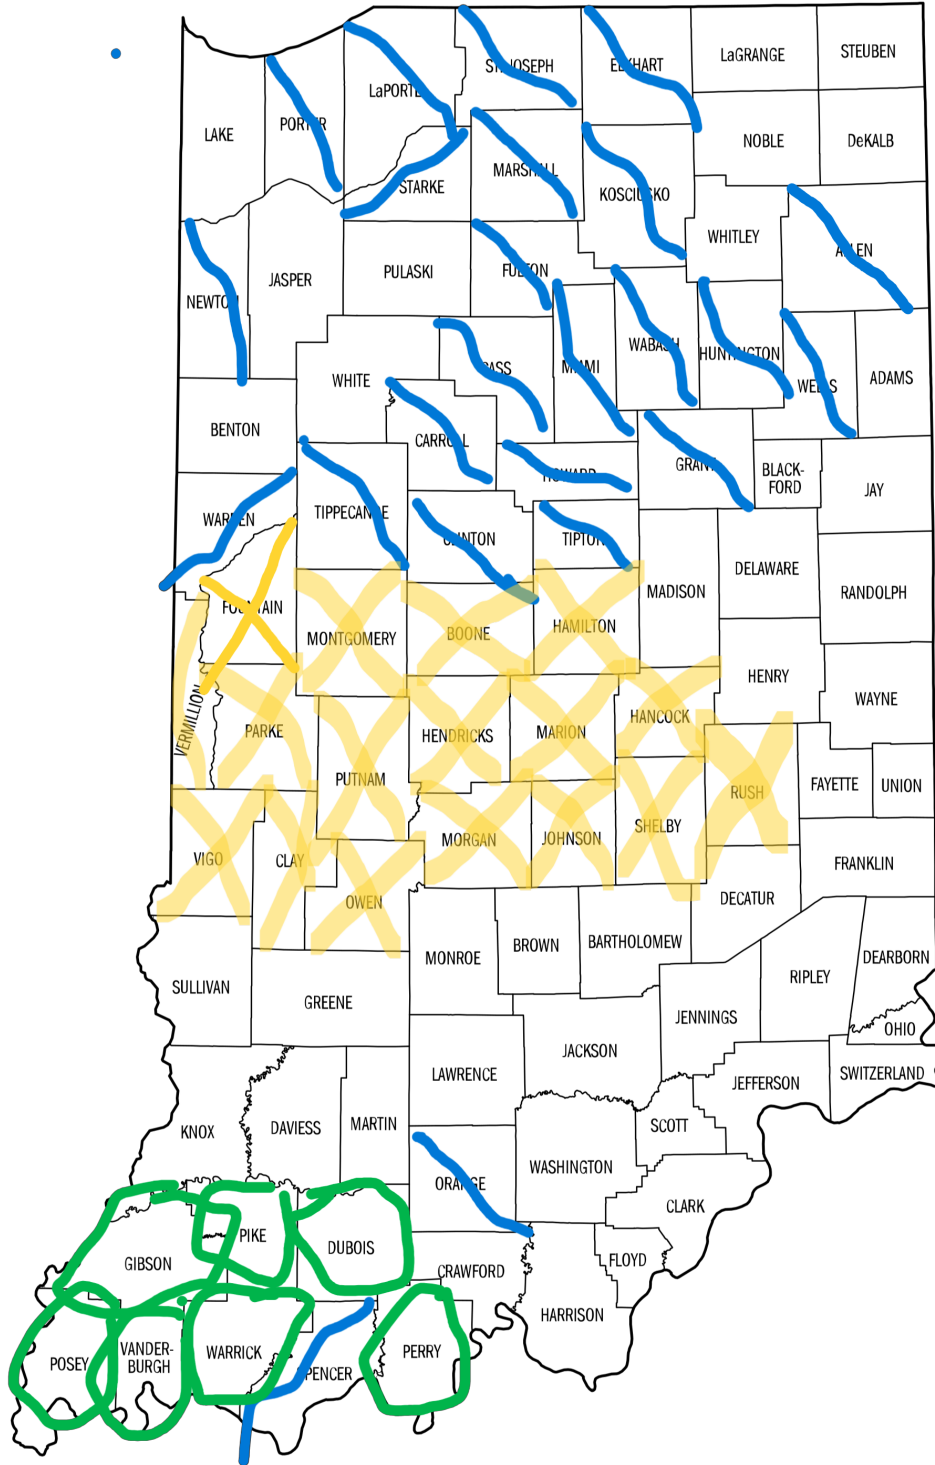 STEUBEN
LaGRANGE
ELKHART
ST. JOSEPH
LaPORTE
PORTER
LAKE
NOBLE
DeKALB
STARKE
MARSHALL
KOSCIUSKO
WHITLEY
ALLEN
NEWTON
JASPER
PULASKI
FULTON
WHITE
CASS
MIAMI
WABASH
HUNTINGTON
WELLS
ADAMS
BENTON
CARROLL
HOWARD
GRANT
BLACK-
FORD
JAY
WARREN
TIPPECANOE
CLINTON
TIPTON
MADISON
DELAWARE
RANDOLPH
FOUNTAIN
MONTGOMERY
BOONE
HAMILTON
HENRY
WAYNE
VERMILLION
PARKE
PUTNAM
HENDRICKS
MARION
HANCOCK
RUSH
FAYETTE
UNION
VIGO
CLAY
OWEN
MORGAN
JOHNSON
SHELBY
DECATUR
FRANKLIN
SULLIVAN
GREENE
MONROE
BROWN
BARTHOLOMEW
JENNINGS
RIPLEY
DEARBORN
OHIO
KNOX
DAVIESS
MARTIN
LAWRENCE
JACKSON
SCOTT
JEFFERSON
SWITZERLAND
GIBSON
PIKE
DUBOIS
ORANGE
WASHINGTON
CLARK
FLOYD
CRAWFORD
HARRISON
POSEY
VANDER-
BURGH
WARRICK
SPENCER
PERRY